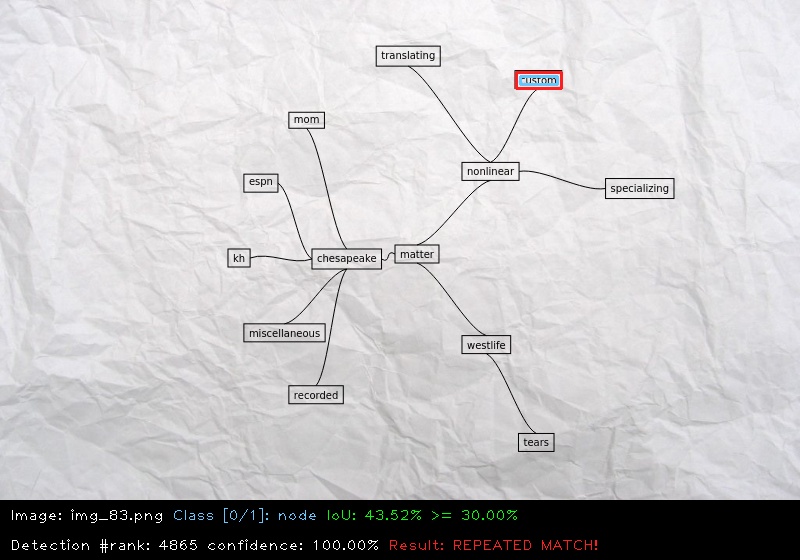 translating
custom
mom
nonlinear
espn
specializing
kh
chesapeake
matter
miscellaneous
westlife
recorded
tears
Image: img_83.png Class [0/1]: node IoU: 43.52% >= 30.00%
Detection #rank: 4865 confidence: 100.00% Result: REPEATED MATCH!